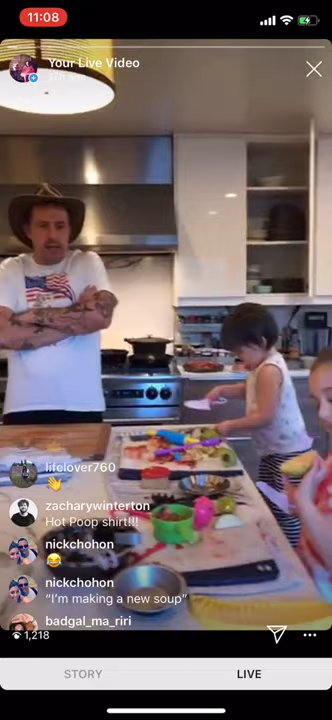 11:08
Your Live Video
lifelover760
👋
zacharywinterton
Hot Poop shirt!!!
nickchohon
😂
nickchohon
“I’m making a new soup”
badgal_ma_riri
1,218
STORY
LIVE